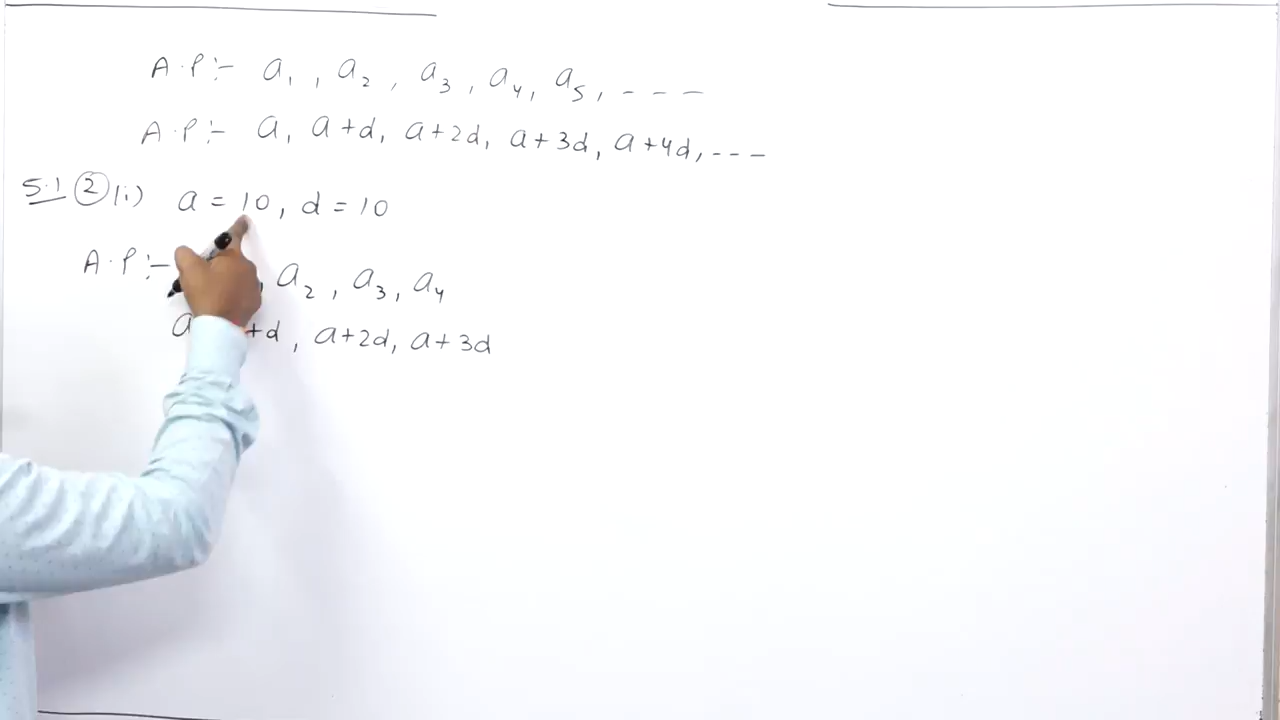 A.P:- a₁, a₂, a₃, a₄, a₅, - - -
A.P:- a, a+d, a+2d, a+3d, a+4d, - - -
5.1 ② (i) a = 10, d = 10
A.P:- , a₂, a₃, a₄
a +d, a+2d, a+3d